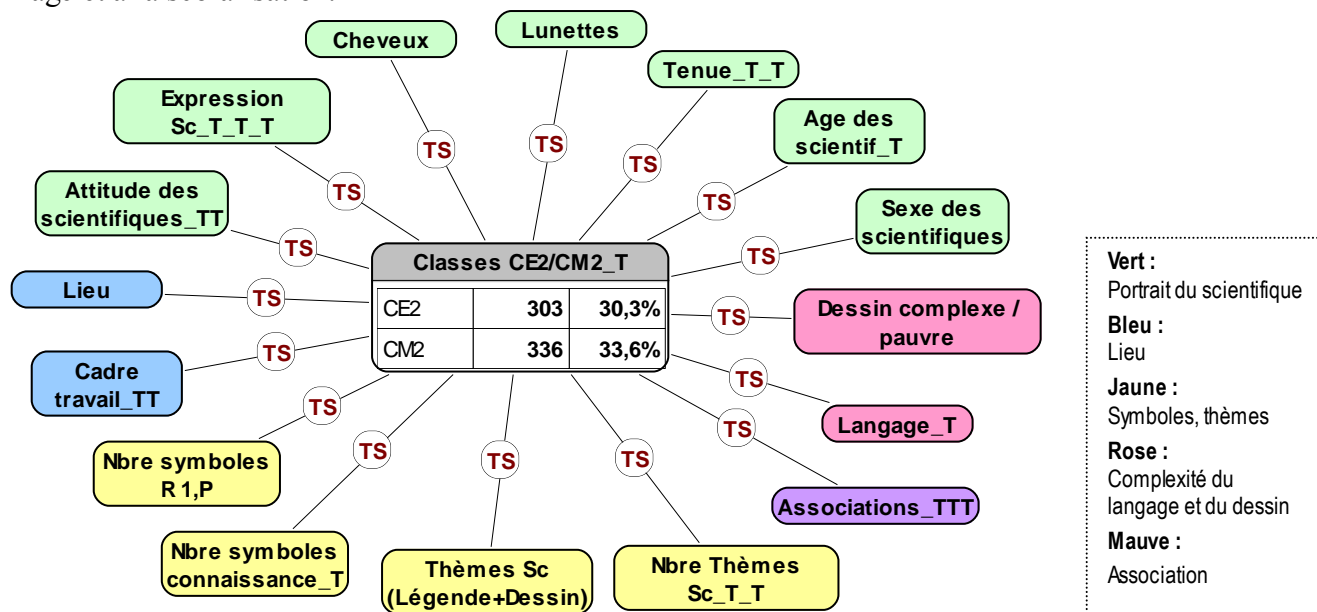 Cheveux
Lunettes
Tenue_T_T
Expression
Sc_T_T_T
Age des
scientif_T
Attitude des
scientifiques_TT
Sexe des
scientifiques
TS
TS
TS
TS
TS
TS
TS
Classes CE2/CM2_T
CE2 303 30,3%
CM2 336 33,6%
Lieu
TS
TS
Dessin complexe /
pauvre
Cadre
travail_TT
TS
TS
Langage_T
TS
TS
TS
TS
TS
Nbre symboles
R 1,P
Associations_TTT
Nbre symboles
connaissance_T
Thèmes Sc
(Légende+Dessin)
Nbre Thèmes
Sc_T_T
Vert :
Portrait du scientifique
Bleu :
Lieu
Jaune :
Symboles, thèmes
Rose :
Complexité du
langage et du dessin
Mauve :
Association